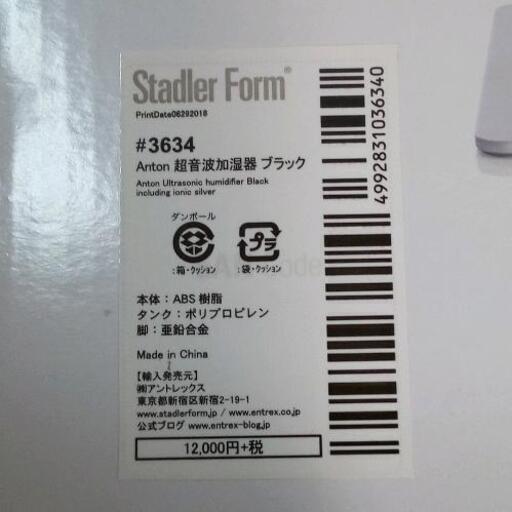 Stadler Form®
PrintDate06292018
#3634
Anton 超音波加湿器 ブラック
Anton Ultrasonic humidifier Black
including ionic silver
ダンボール
プラ
:箱・クッション
:袋・クッション
本体：ABS 樹脂
タンク：ポリプロピレン
脚：亜鉛合金
Made in China
【輸入発売元】
㈱アントレックス
東京都新宿区新宿2-19-1
www.stadlerform.jp / www.entrex.co.jp
公式ブログ www.entrex-blog.jp
12,000円+税
4992831036340